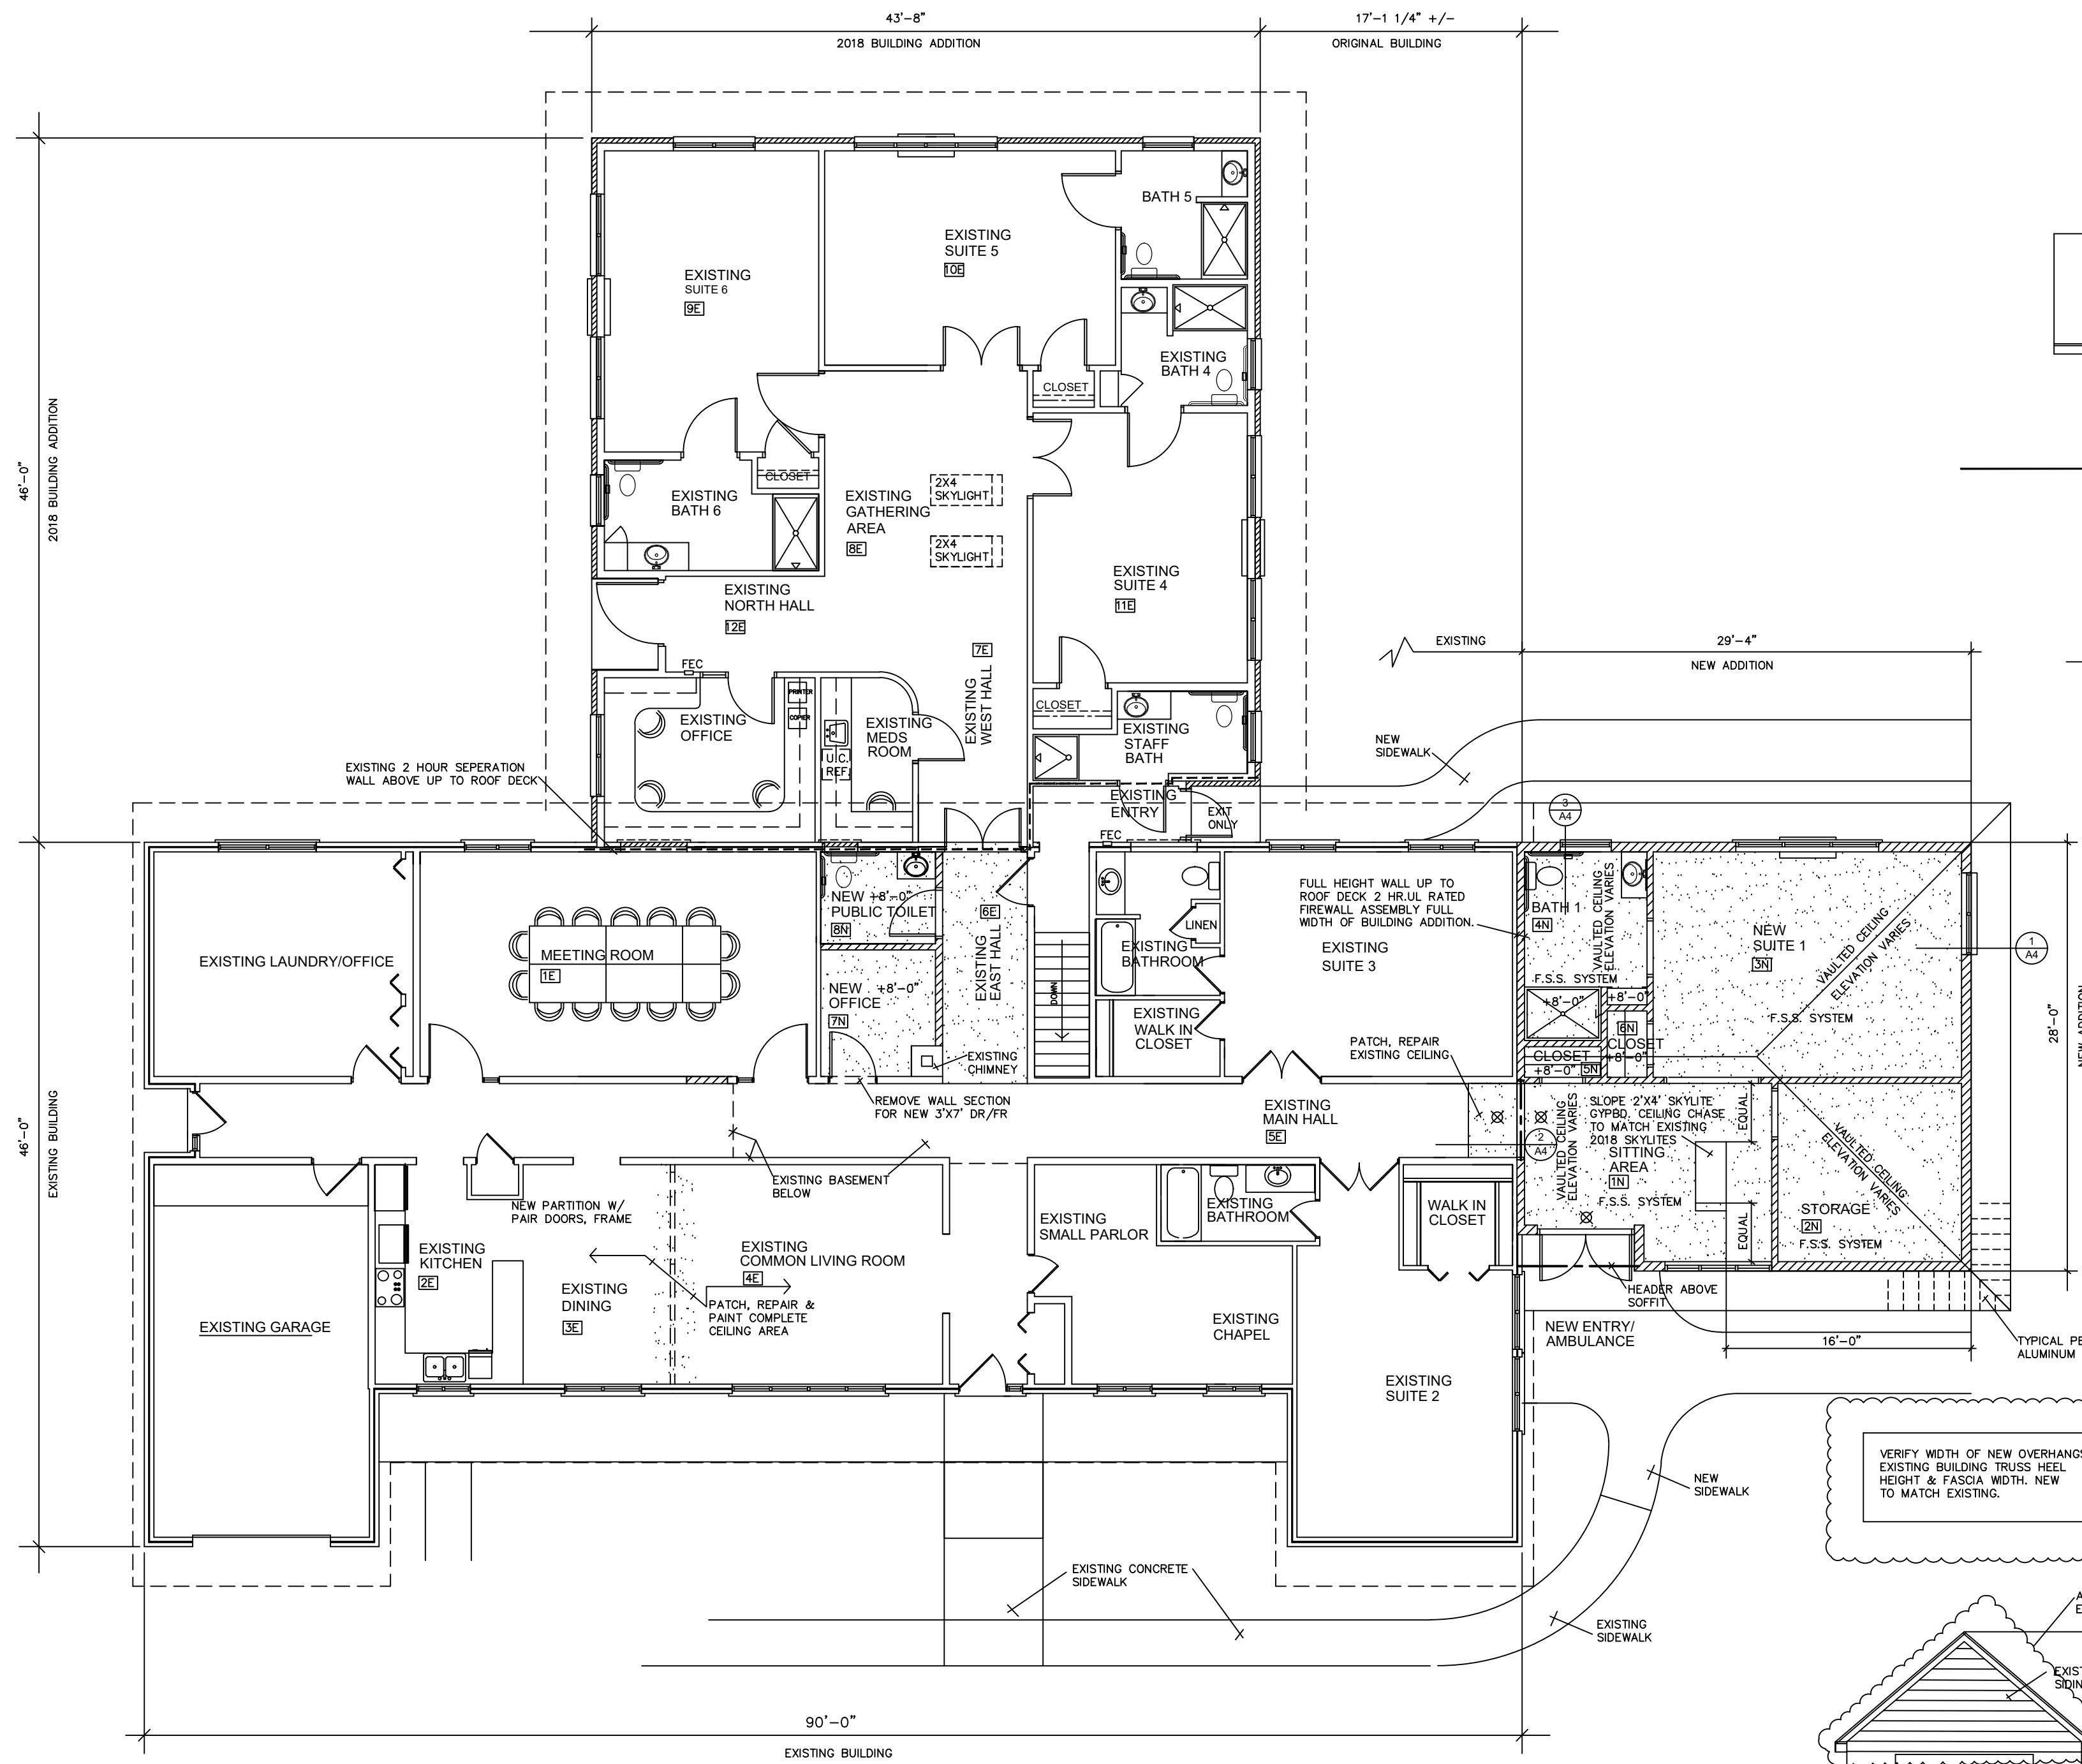 43'-8"
2018 BUILDING ADDITION
17'-1 1/4" +/-
ORIGINAL BUILDING
46'-0"
2018 BUILDING ADDITION
BATH 5
EXISTING
SUITE 5
10E
EXISTING
SUITE 6
9E
EXISTING
BATH 4
CLOSET
CLOSET
EXISTING
BATH 6
EXISTING
GATHERING
AREA
8E
2X4
SKYLIGHT
2X4
SKYLIGHT
EXISTING
SUITE 4
11E
EXISTING
NORTH HALL
12E
FEC
7E
EXISTING
WEST HALL
EXISTING
29'-4"
NEW ADDITION
PRINTER
COPIER
EXISTING
OFFICE
EXISTING
MEDS
ROOM
U.C.
REF.
CLOSET
EXISTING
STAFF
BATH
NEW
SIDEWALK
EXISTING 2 HOUR SEPERATION
WALL ABOVE UP TO ROOF DECK
EXISTING
ENTRY
EXIT
ONLY
FEC
3
A4
46'-0"
EXISTING BUILDING
EXISTING LAUNDRY/OFFICE
MEETING ROOM
1E
NEW +8'-0"
PUBLIC TOILET
8N
NEW +8'-0"
OFFICE
7N
6E
EXISTING
EAST HALL
EXISTING
CHIMNEY
DOWN
LINEN
EXISTING
BATHROOM
EXISTING
WALK IN
CLOSET
FULL HEIGHT WALL UP TO
ROOF DECK 2 HR.UL RATED
FIREWALL ASSEMBLY FULL
WIDTH OF BUILDING ADDITION.
EXISTING
SUITE 3
PATCH, REPAIR
EXISTING CEILING
BATH 1
4N
VAULTED CEILING
ELEVATION VARIES
F.S.S. SYSTEM
+8'-0"
+8'-0"
6N
CLOSET
+8'-0"
CLOSET
+8'-0"
5N
NEW
SUITE 1
3N
VAULTED CEILING
ELEVATION VARIES
F.S.S. SYSTEM
1
A4
28'-0"
NEW ADDITION
REMOVE WALL SECTION
FOR NEW 3'X7' DR/FR
EXISTING
MAIN HALL
5E
2
A4
VAULTED CEILING
ELEVATION VARIES
SLOPE 2'X4' SKYLITE
GYPBD. CEILING CHASE
TO MATCH EXISTING
2018 SKYLITES
EQUAL
EQUAL
SITTING
AREA
1N
F.S.S. SYSTEM
VAULTED CEILING
ELEVATION VARIES
STORAGE
2N
F.S.S. SYSTEM
EXISTING BASEMENT
BELOW
NEW PARTITION W/
PAIR DOORS, FRAME
EXISTING
KITCHEN
2E
EXISTING
DINING
3E
EXISTING
COMMON LIVING ROOM
4E
PATCH, REPAIR &
PAINT COMPLETE
CEILING AREA
EXISTING
SMALL PARLOR
EXISTING
BATHROOM
WALK IN
CLOSET
EXISTING
CHAPEL
EXISTING
SUITE 2
EXISTING GARAGE
HEADER ABOVE
SOFFIT
NEW ENTRY/
AMBULANCE
16'-0"
TYPICAL PE
ALUMINUM
NEW
SIDEWALK
VERIFY WIDTH OF NEW OVERHANGS
EXISTING BUILDING TRUSS HEEL
HEIGHT & FASCIA WIDTH. NEW
TO MATCH EXISTING.
EXISTING CONCRETE
SIDEWALK
EXISTING
SIDEWALK
A
E
EXIS
SIDIN
90'-0"
EXISTING BUILDING